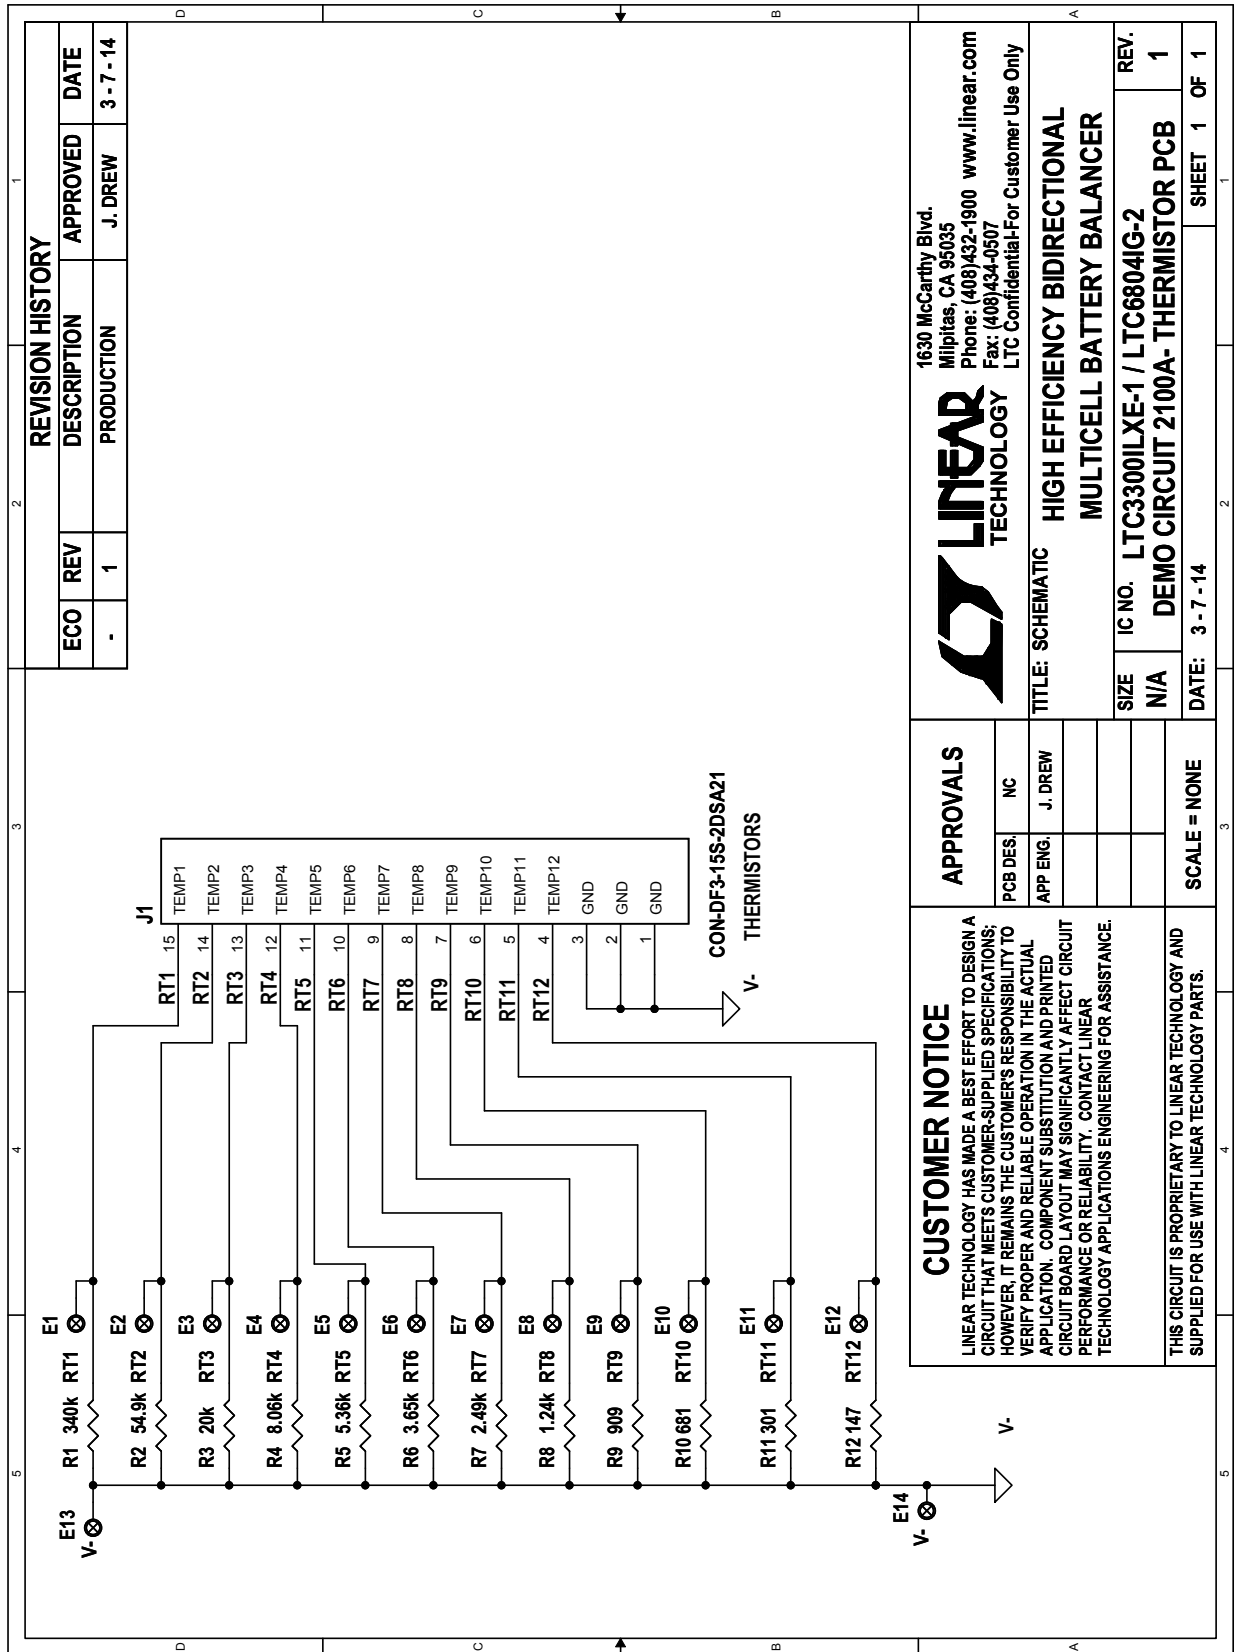 5
4
3
2
1
D
C
B
A
REVISION HISTORY
ECO REV DESCRIPTION APPROVED DATE
- 1 PRODUCTION J. DREW 3 - 7 - 14
E13
V-
R1 340k RT1 E1
R2 54.9k RT2 E2
R3 20k RT3 E3
R4 8.06k RT4 E4
R5 5.36k RT5 E5
R6 3.65k RT6 E6
R7 2.49k RT7 E7
R8 1.24k RT8 E8
R9 909 RT9 E9
R10 681 RT10 E10
R11 301 RT11 E11
R12 147 RT12 E12
E14
V-
V-
J1
RT1 15 TEMP1
RT2 14 TEMP2
RT3 13 TEMP3
RT4 12 TEMP4
RT5 11 TEMP5
RT6 10 TEMP6
RT7 9 TEMP7
RT8 8 TEMP8
RT9 7 TEMP9
RT10 6 TEMP10
RT11 5 TEMP11
RT12 4 TEMP12
3 GND
2 GND
1 GND
CON-DF3-15S-2DSA21
V-
THERMISTORS
CUSTOMER NOTICE
LINEAR TECHNOLOGY HAS MADE A BEST EFFORT TO DESIGN A
CIRCUIT THAT MEETS CUSTOMER-SUPPLIED SPECIFICATIONS;
HOWEVER, IT REMAINS THE CUSTOMER'S RESPONSIBILITY TO
VERIFY PROPER AND RELIABLE OPERATION IN THE ACTUAL
APPLICATION. COMPONENT SUBSTITUTION AND PRINTED
CIRCUIT BOARD LAYOUT MAY SIGNIFICANTLY AFFECT CIRCUIT
PERFORMANCE OR RELIABILITY. CONTACT LINEAR
TECHNOLOGY APPLICATIONS ENGINEERING FOR ASSISTANCE.
THIS CIRCUIT IS PROPRIETARY TO LINEAR TECHNOLOGY AND
SUPPLIED FOR USE WITH LINEAR TECHNOLOGY PARTS.
APPROVALS
PCB DES. NC
APP ENG. J. DREW
SCALE = NONE
LINEAR
TECHNOLOGY
1630 McCarthy Blvd.
Milpitas, CA 95035
Phone: (408)432-1900 www.linear.com
Fax: (408)434-0507
LTC Confidential-For Customer Use Only
TITLE: SCHEMATIC
HIGH EFFICIENCY BIDIRECTIONAL
MULTICELL BATTERY BALANCER
SIZE
N/A
IC NO. LTC3300ILXE-1 / LTC6804IG-2
DEMO CIRCUIT 2100A- THERMISTOR PCB
REV.
1
DATE: 3 - 7 - 14
SHEET 1 OF 1
D
C
B
A
5
4
3
2
1